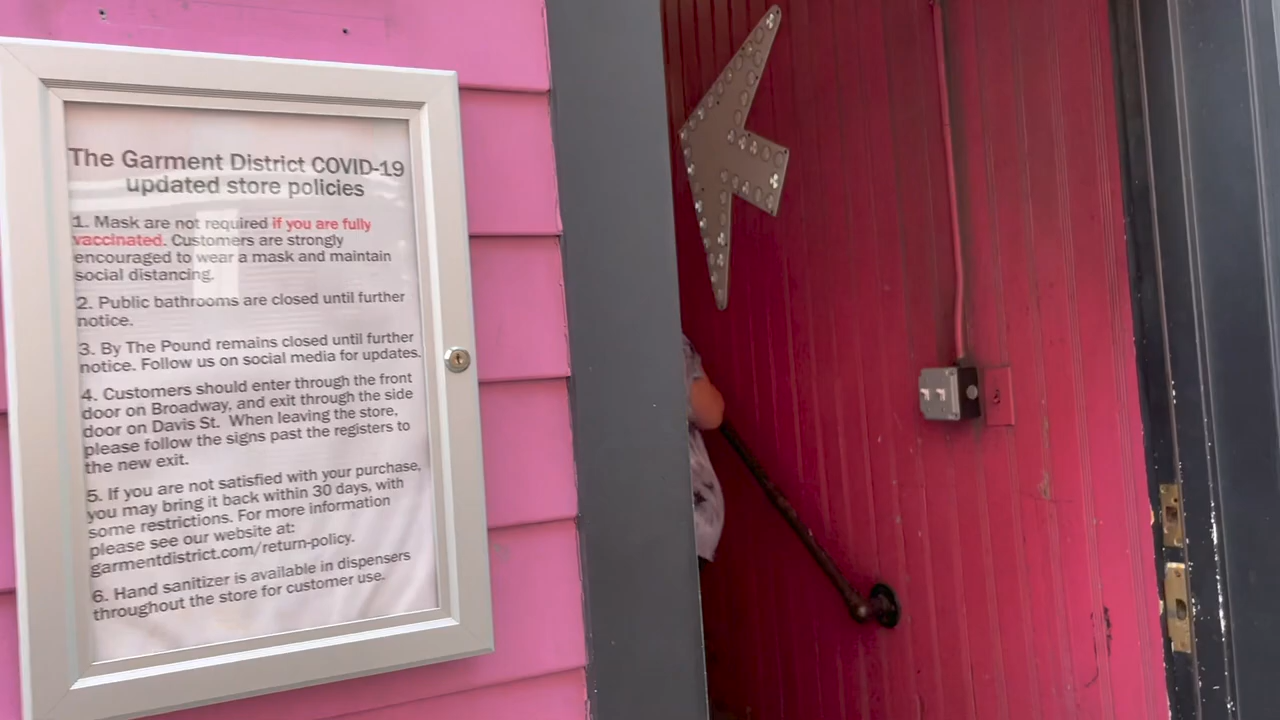 The Garment District COVID-19
updated store policies
1. Mask are not required if you are fully
vaccinated. Customers are strongly
encouraged to wear a mask and maintain
social distancing.
2. Public bathrooms are closed until further
notice.
3. By The Pound remains closed until further
notice. Follow us on social media for updates.
4. Customers should enter through the front
door on Broadway, and exit through the side
door on Davis St. When leaving the store,
please follow the signs past the registers to
the new exit.
5. If you are not satisfied with your purchase,
you may bring it back within 30 days, with
some restrictions. For more information
please see our website at:
garmentdistrict.com/return-policy.
6. Hand sanitizer is available in dispensers
throughout the store for customer use.